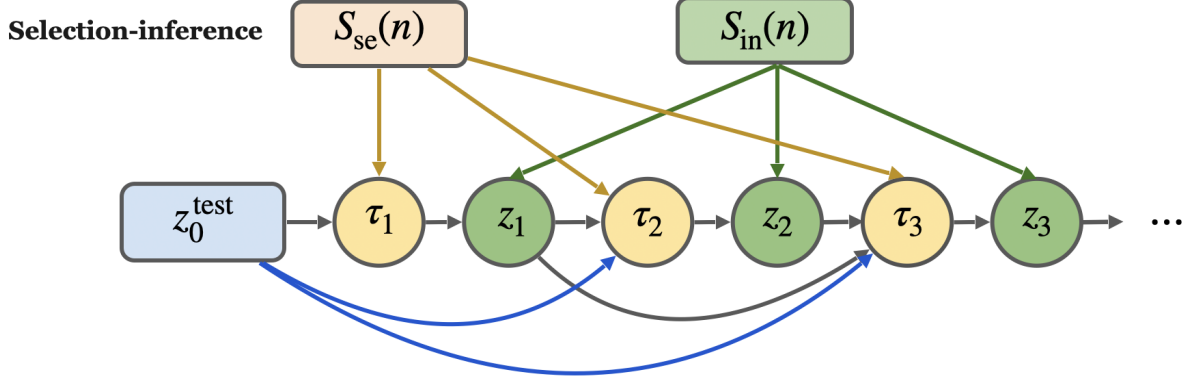 Selection-inference
S_se(n)
S_in(n)
z_0^test
τ_1
z_1
τ_2
z_2
τ_3
z_3
...